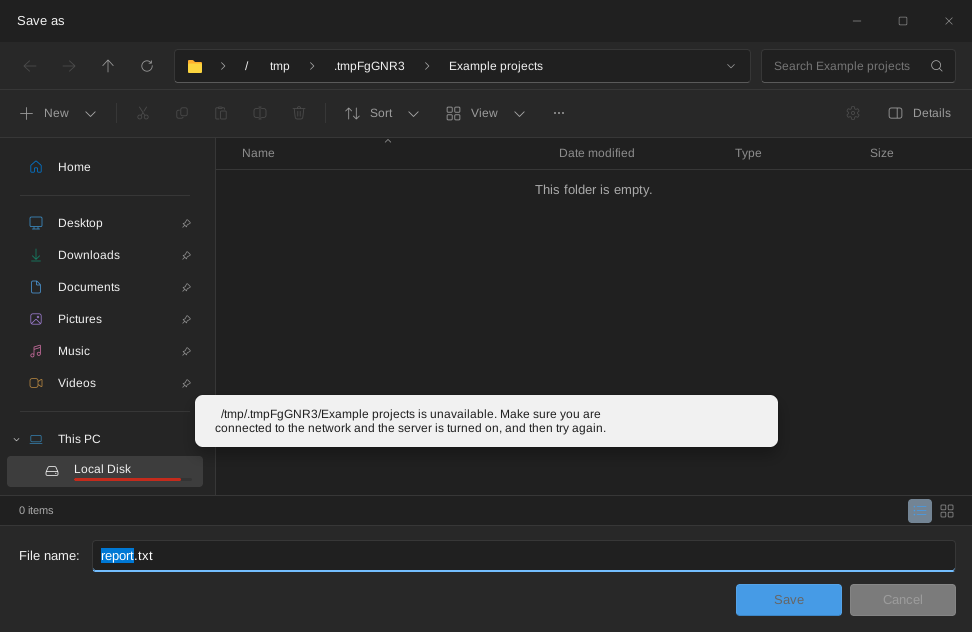 Save as
/ tmp .tmpFgGNR3 Example projects
Search Example projects
New Sort View ··· Details
Name Date modified Type Size
This folder is empty.
Home
Desktop
Downloads
Documents
Pictures
Music
Videos
This PC
Local Disk
/tmp/.tmpFgGNR3/Example projects is unavailable. Make sure you are
connected to the network and the server is turned on, and then try again.
0 items
File name: report.txt
Save Cancel